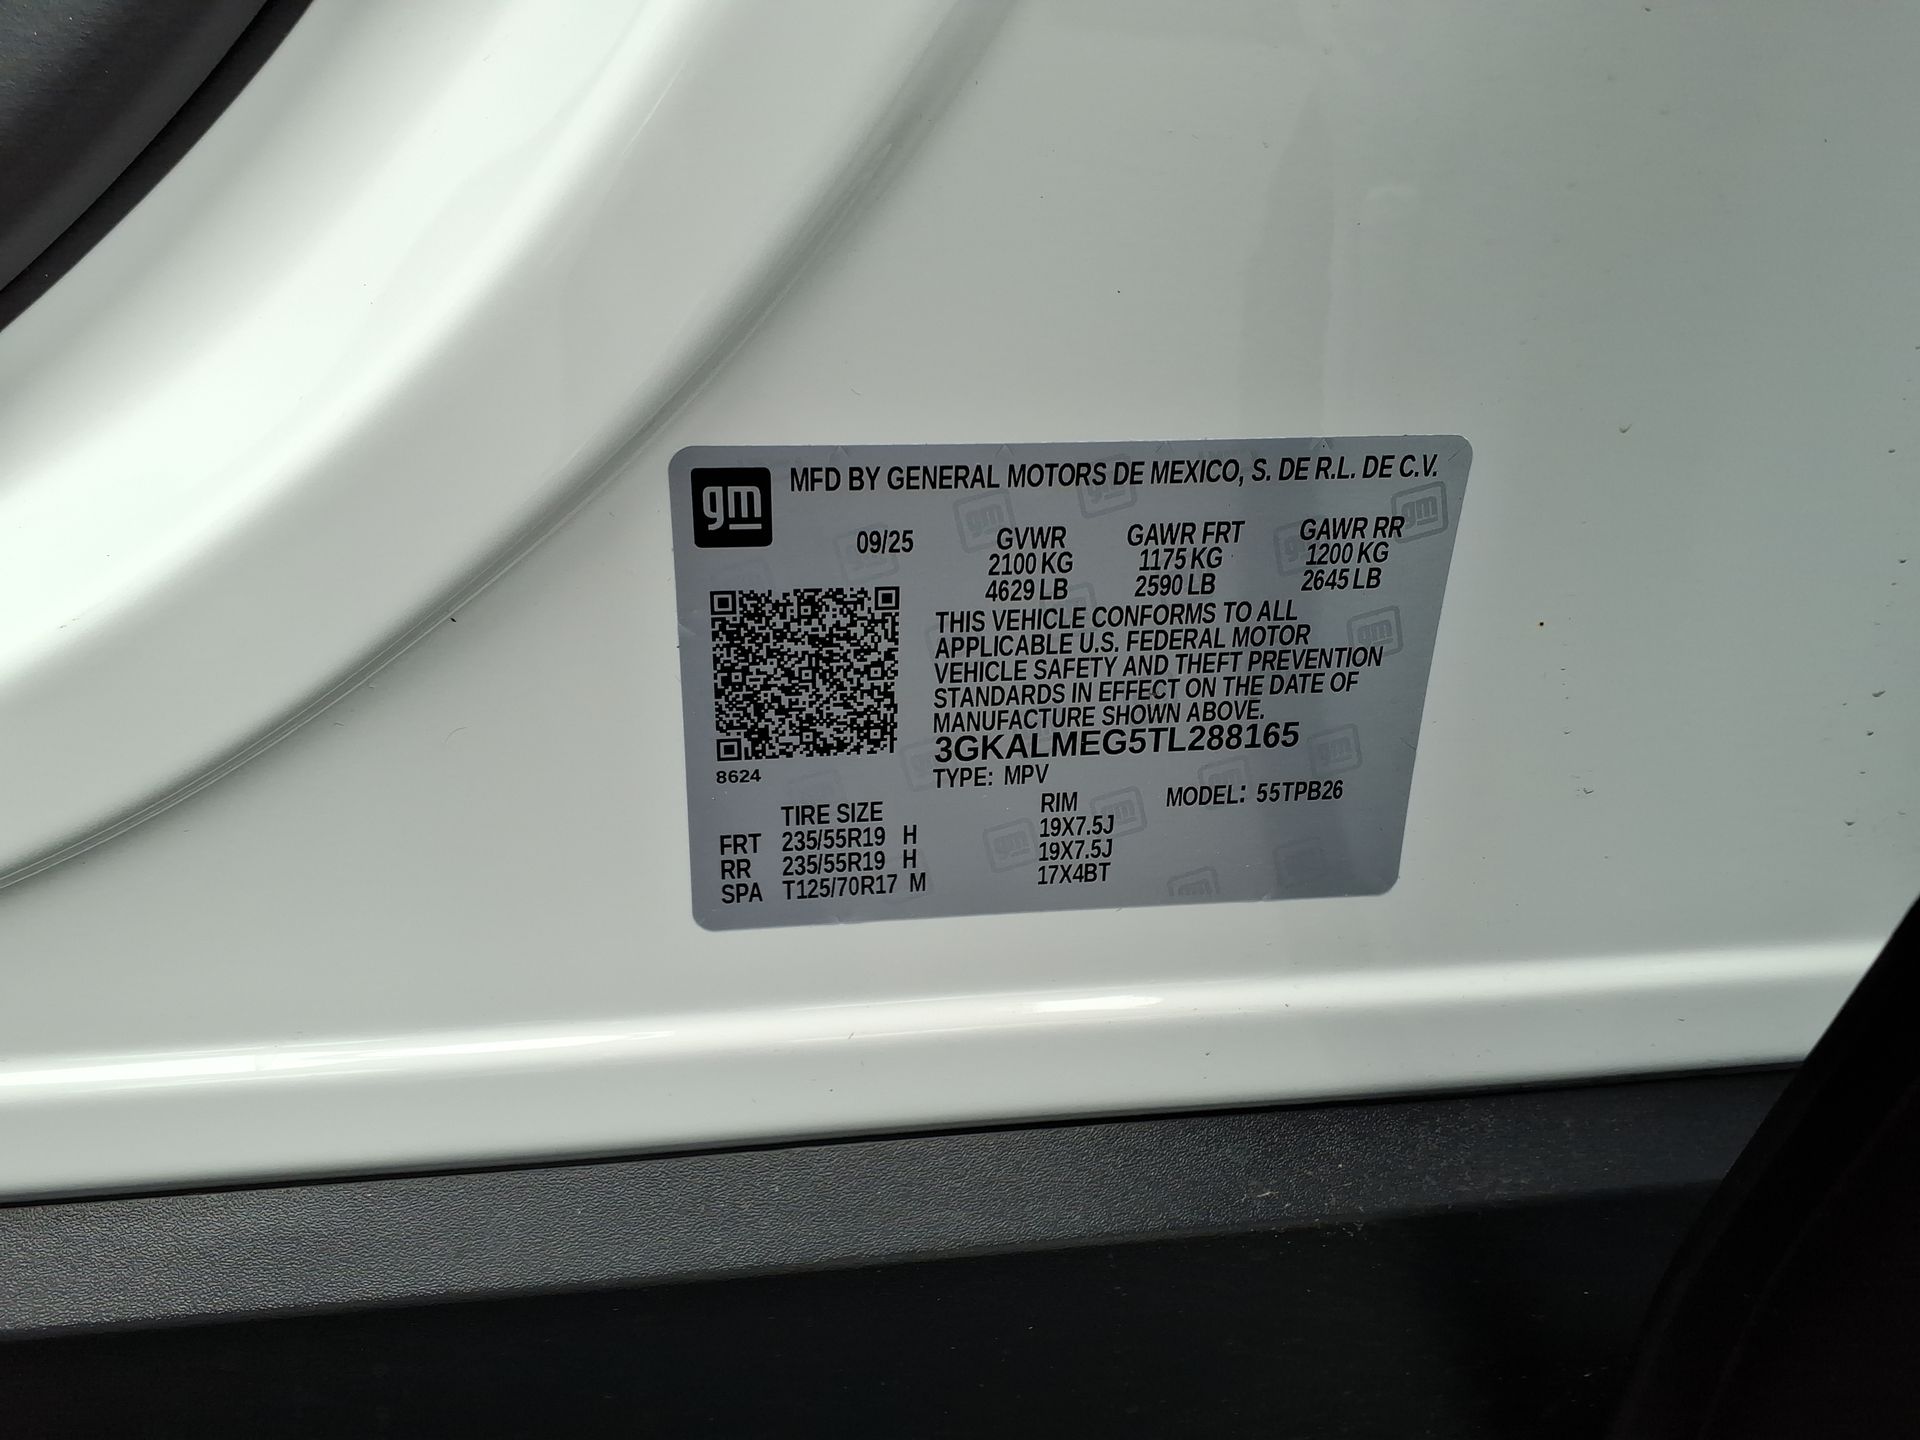 gm MFD BY GENERAL MOTORS DE MEXICO, S. DE R.L. DE C.V.
09/25 GVWR GAWR FRT GAWR RR
2100 KG 1175 KG 1200 KG
4629 LB 2590 LB 2645 LB
THIS VEHICLE CONFORMS TO ALL
APPLICABLE U.S. FEDERAL MOTOR
VEHICLE SAFETY AND THEFT PREVENTION
STANDARDS IN EFFECT ON THE DATE OF
MANUFACTURE SHOWN ABOVE.
3GKALMEG5TL288165
8624 TYPE: MPV
MODEL: 55TPB26
TIRE SIZE RIM
FRT 235/55R19 H 19X7.5J
RR 235/55R19 H 19X7.5J
SPA T125/70R17 M 17X4BT